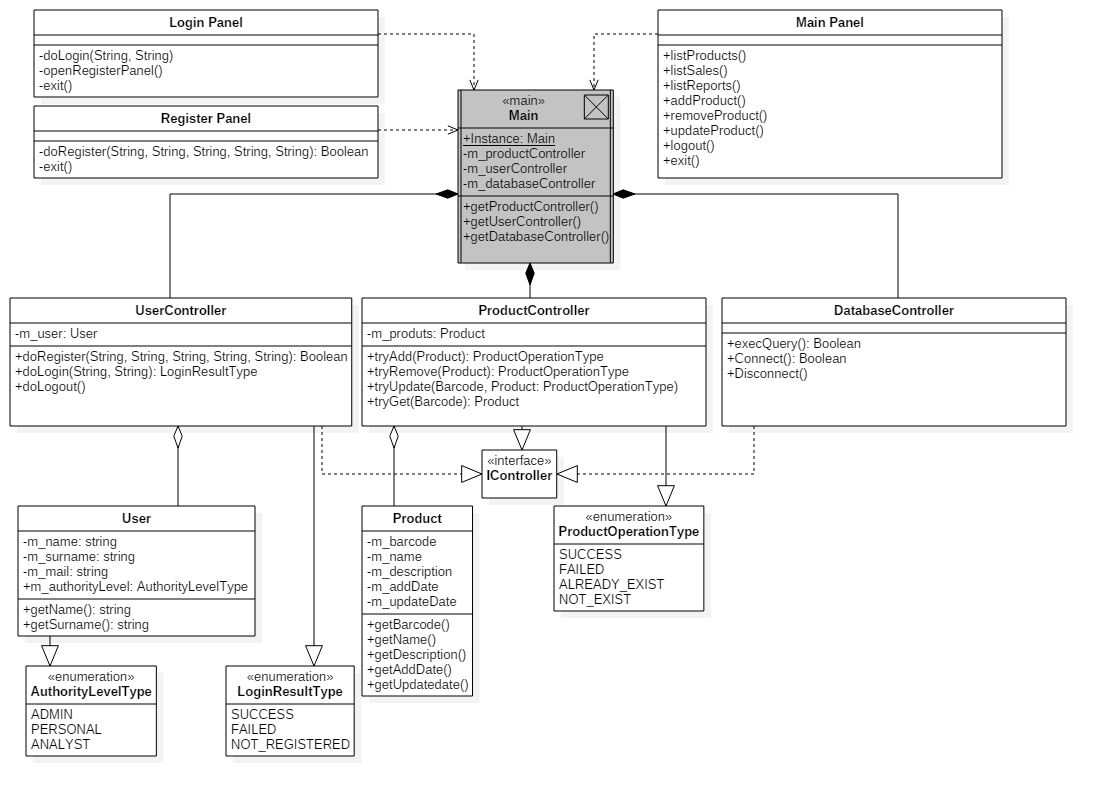 Login Panel
-doLogin(String, String)
-openRegisterPanel()
-exit()
Register Panel
-doRegister(String, String, String, String, String): Boolean
-exit()
«main»
Main
+Instance: Main
-m_productController
-m_userController
-m_databaseController
+getProductController()
+getUserController()
+getDatabaseController()
Main Panel
+listProducts()
+listSales()
+listReports()
+addProduct()
+removeProduct()
+updateProduct()
+logout()
+exit()
UserController
-m_user: User
+doRegister(String, String, String, String, String): Boolean
+doLogin(String, String): LoginResultType
+doLogout()
ProductController
-m_produts: Product
+tryAdd(Product): ProductOperationType
+tryRemove(Product): ProductOperationType
+tryUpdate(Barcode, Product: ProductOperationType)
+tryGet(Barcode): Product
DatabaseController
+execQuery(): Boolean
+Connect(): Boolean
+Disconnect()
«interface»
IController
User
-m_name: string
-m_surname: string
-m_mail: string
+m_authorityLevel: AuthorityLevelType
+getName(): string
+getSurname(): string
Product
-m_barcode
-m_name
-m_description
-m_addDate
-m_updateDate
+getBarcode()
+getName()
+getDescription()
+getAddDate()
+getUpdatedate()
«enumeration»
ProductOperationType
SUCCESS
FAILED
ALREADY_EXIST
NOT_EXIST
«enumeration»
AuthorityLevelType
ADMIN
PERSONAL
ANALYST
«enumeration»
LoginResultType
SUCCESS
FAILED
NOT_REGISTERED